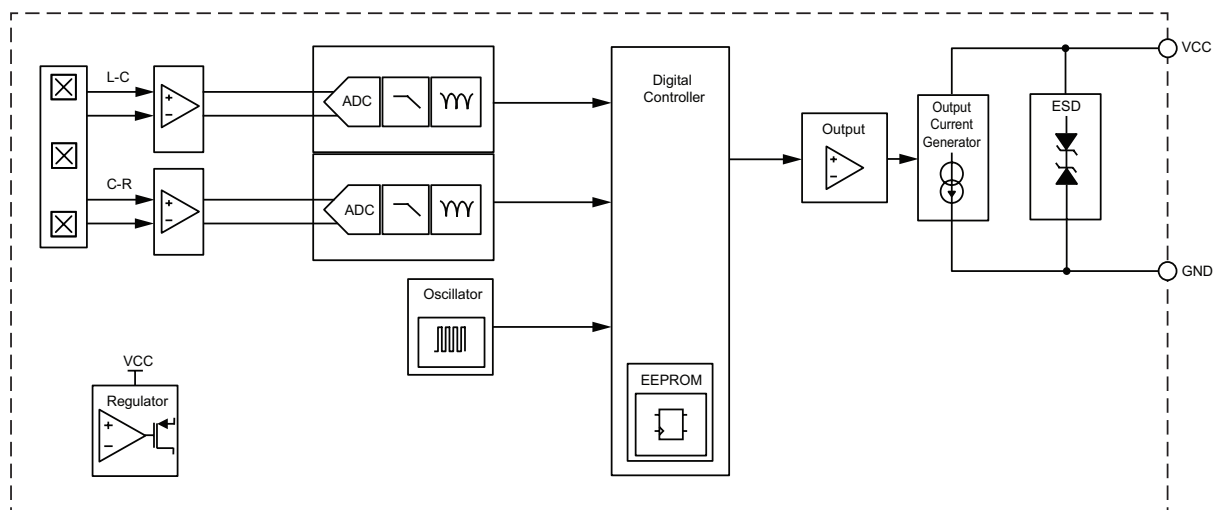 VCC
L-C
ADC
Digital
Controller
Output
+
−
Output
Current
Generator
ESD
+
−
C-R
ADC
+
−
GND
Oscillator
VCC
Regulator
+
−
EEPROM